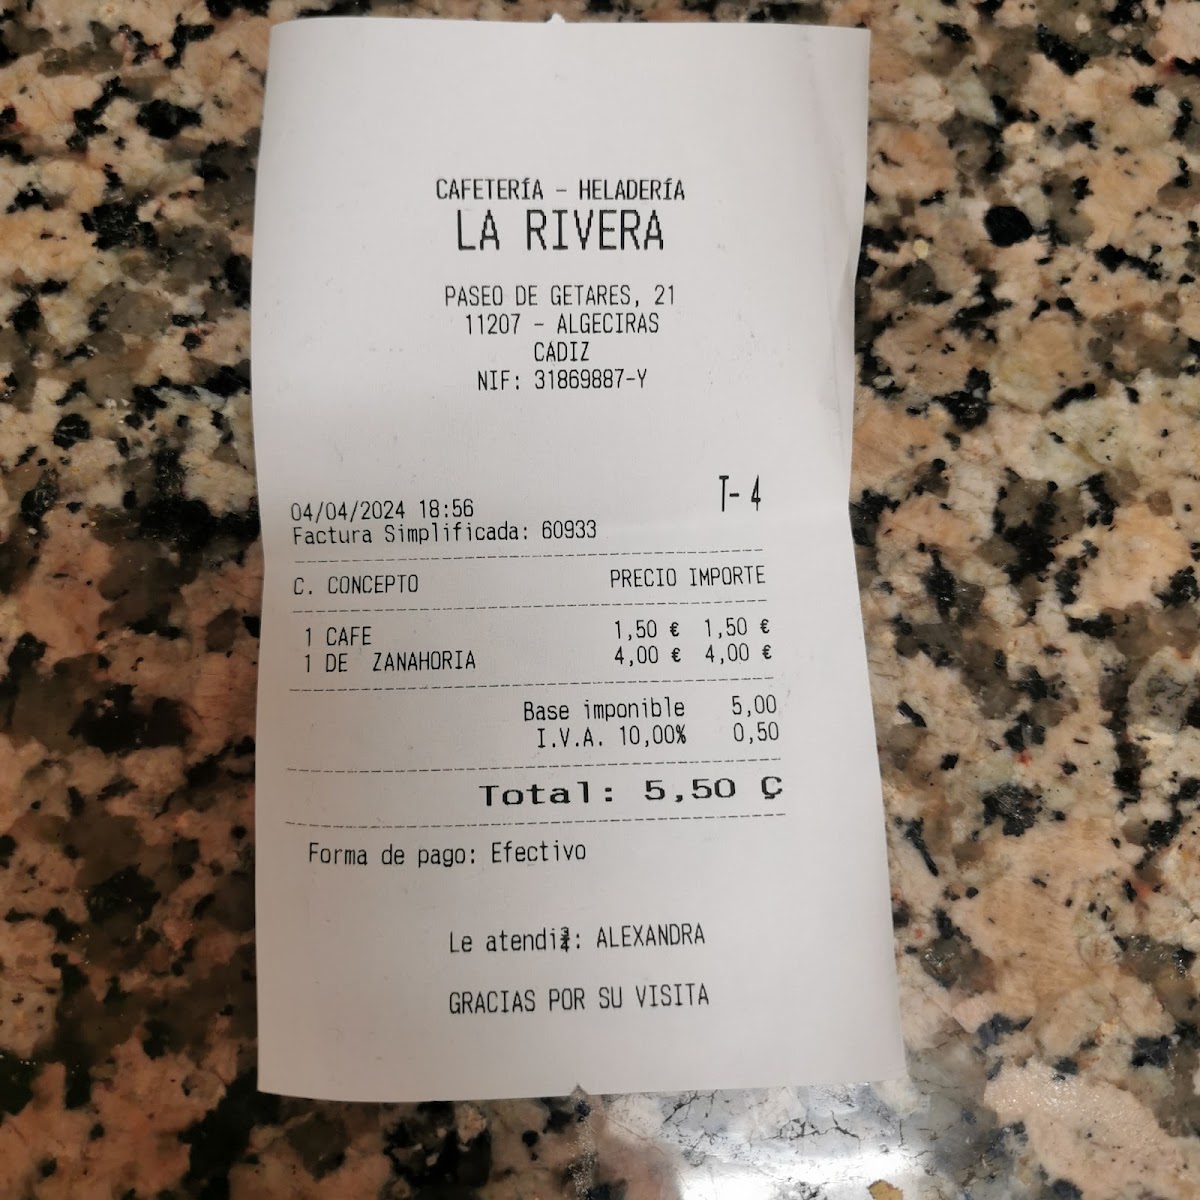 CAFETERÍA - HELADERÍA
LA RIVERA
PASEO DE GETARES, 21
11207 - ALGECIRAS
CÁDIZ
NIF: 31869887-Y
T- 4
04/04/2024 18:56
Factura Simplificada: 60933
C. CONCEPTO PRECIO IMPORTE
1 CAFE 1,50 € 1,50 €
1 DE ZANAHORIA 4,00 € 4,00 €
Base imponible 5,00
I.V.A. 10,00% 0,50
Total: 5,50 Ç
Forma de pago: Efectivo
Le atendi¾: ALEXANDRA
GRACIAS POR SU VISITA